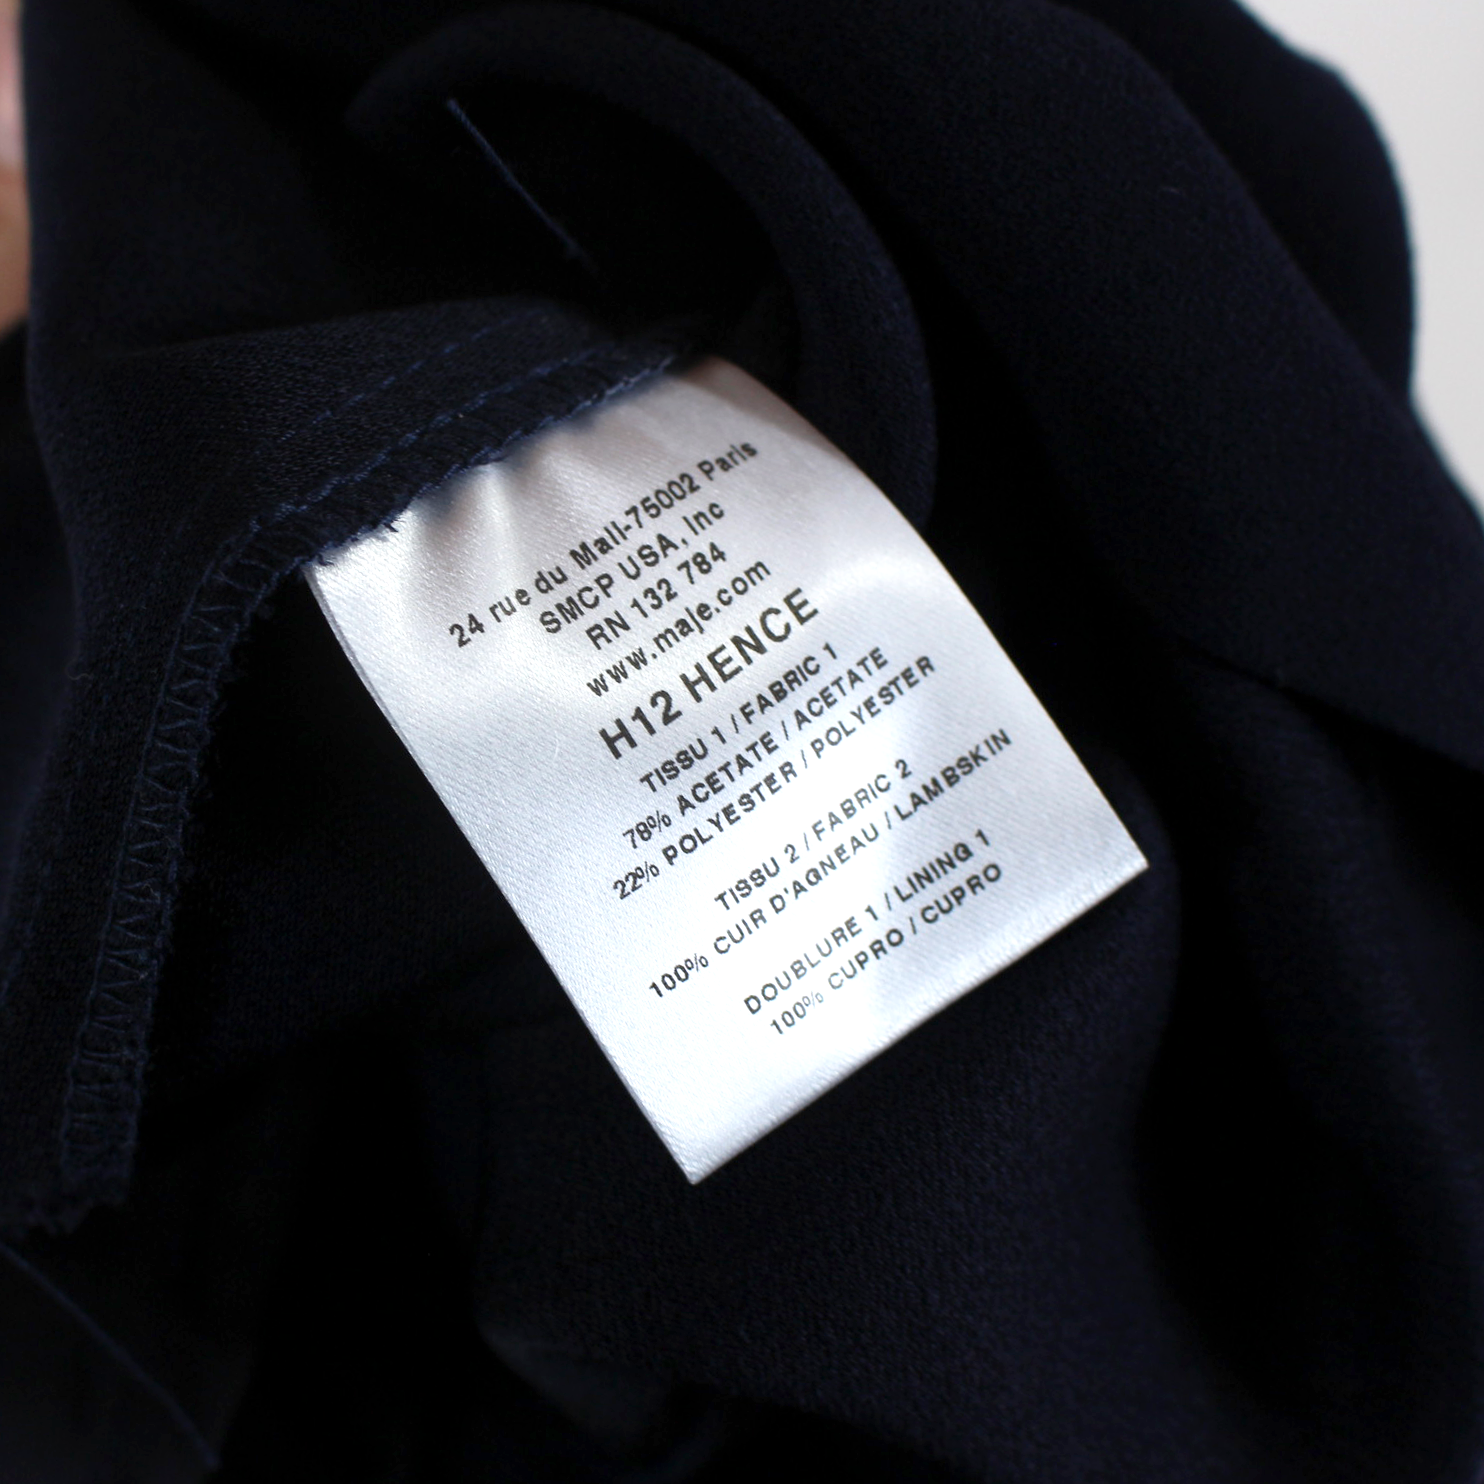 24 rue du Mail-75002 Paris
SMCP USA, Inc
RN 132 784
www.maje.com
H12 HENCE
TISSU 1 / FABRIC 1
78% ACETATE / ACETATE
22% POLYESTER / POLYESTER
TISSU 2 / FABRIC 2
100% CUIR D'AGNEAU / LAMBSKIN
DOUBLURE 1 / LINING 1
100% CUPRO / CUPRO